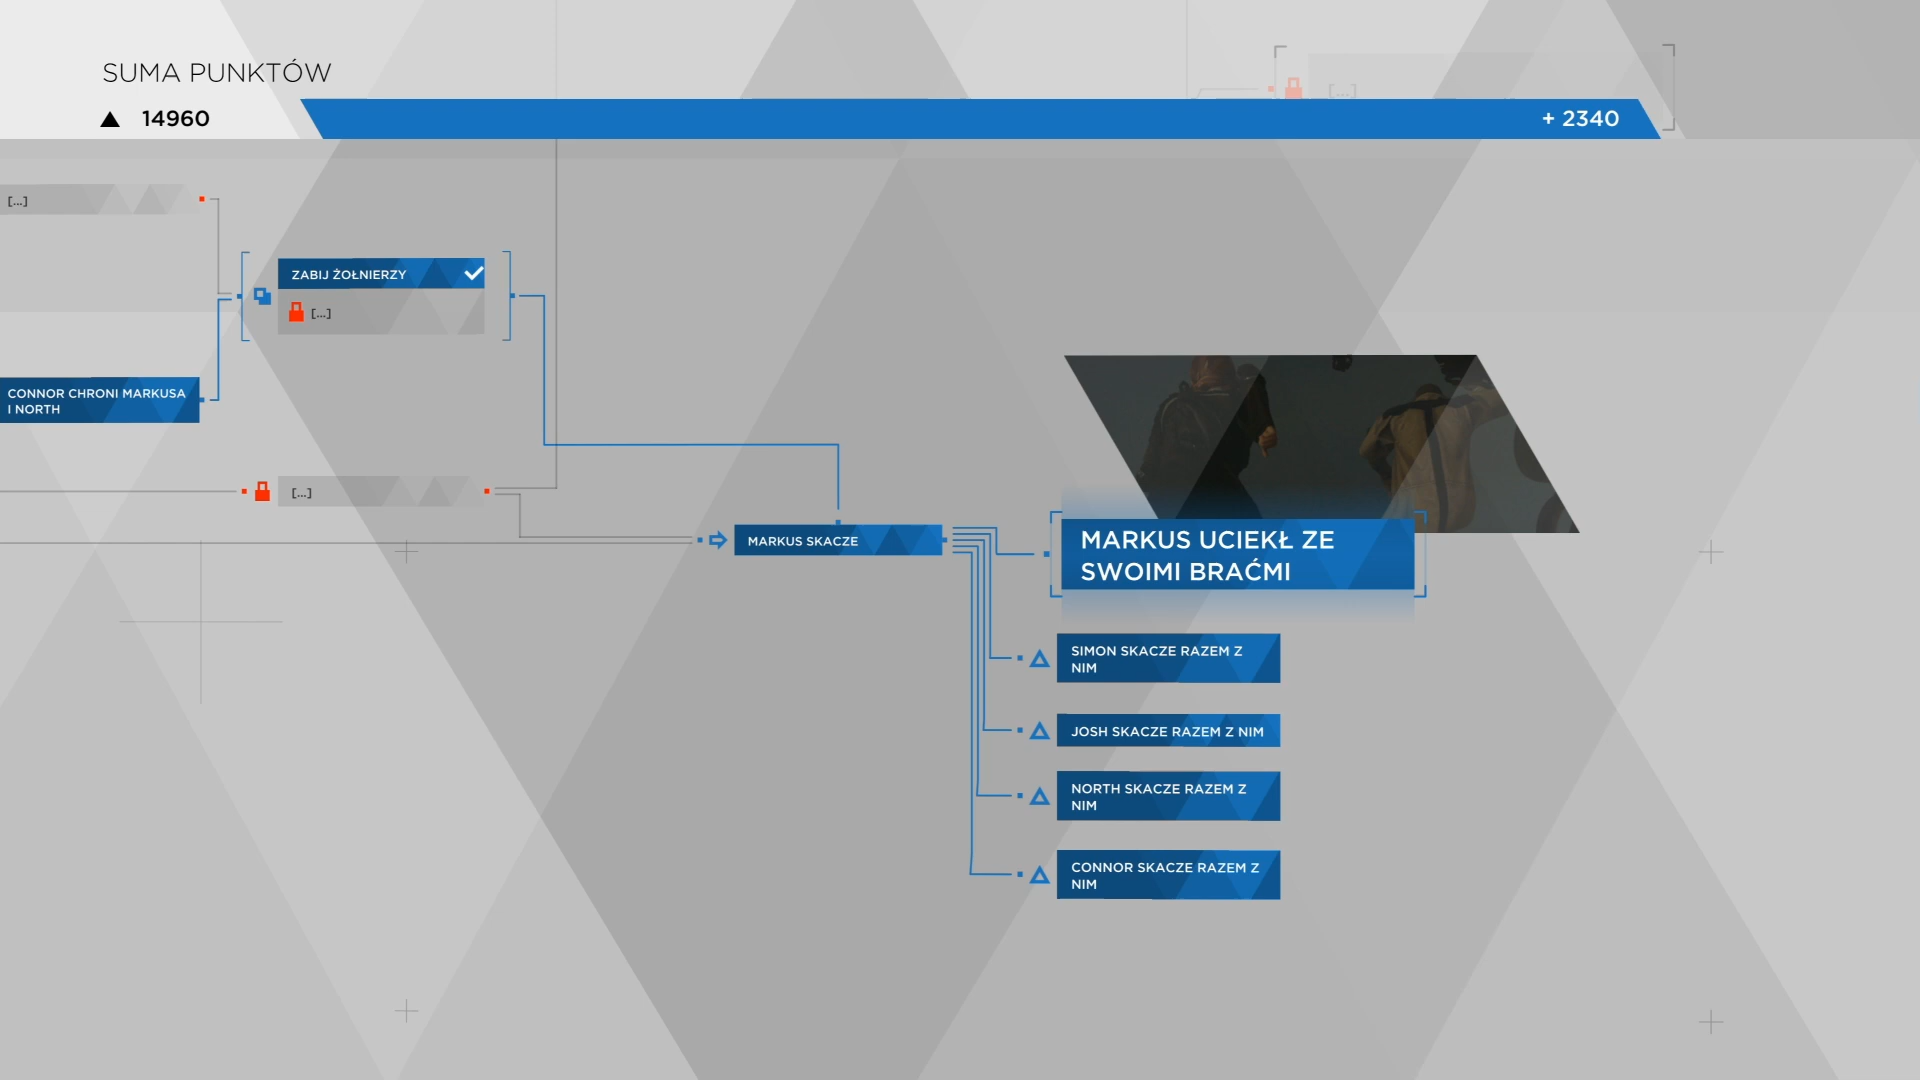 SUMA PUNKTÓW
14960
+ 2340
[...]
[...]
ZABIJ ŻOŁNIERZY
[...]
CONNOR CHRONI MARKUSA
I NORTH
[...]
MARKUS SKACZE
MARKUS UCIEKŁ ZE
SWOIMI BRAĆMI
SIMON SKACZE RAZEM Z
NIM
JOSH SKACZE RAZEM Z NIM
NORTH SKACZE RAZEM Z
NIM
CONNOR SKACZE RAZEM Z
NIM